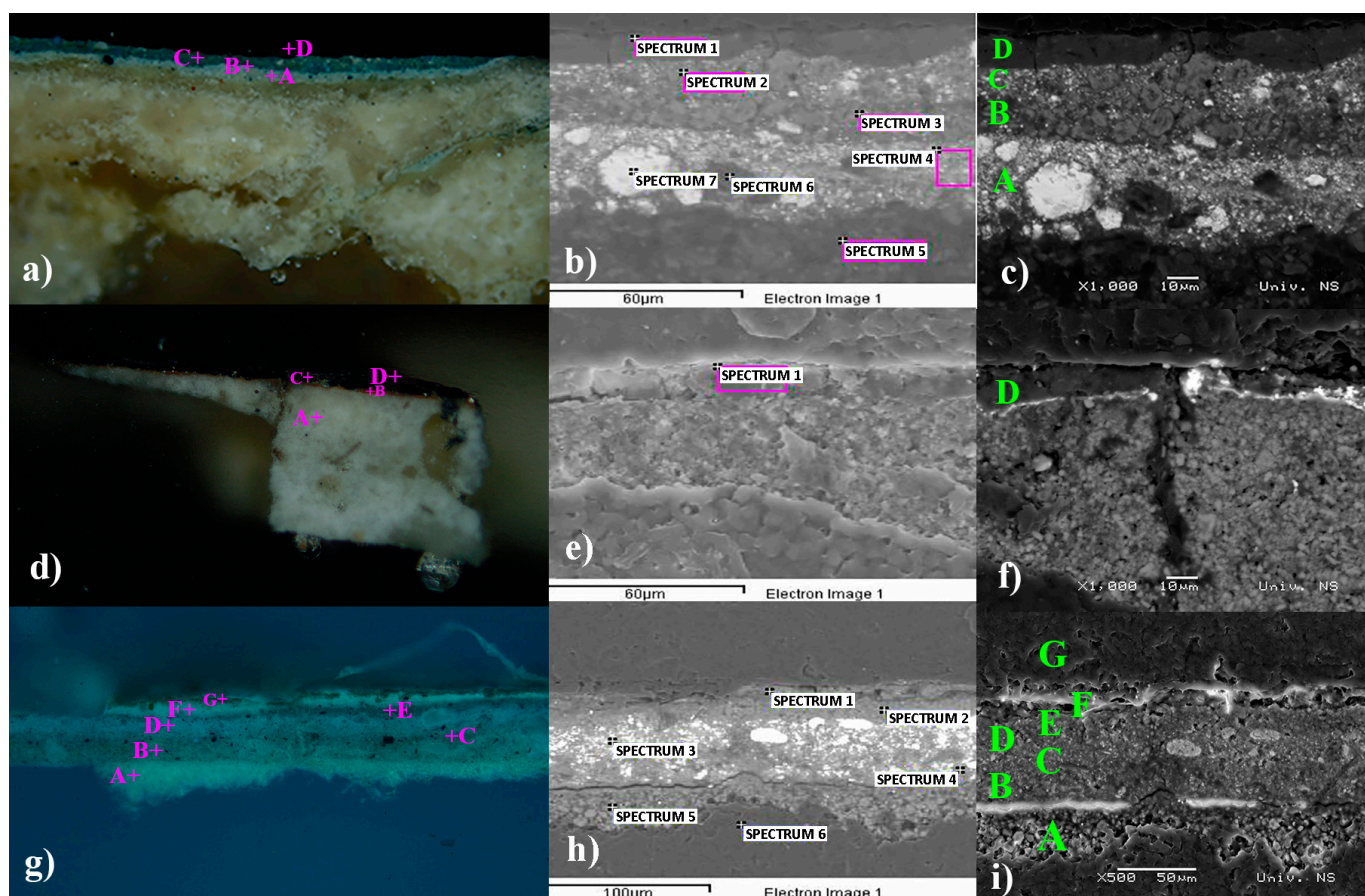 C+ B+ +A +D
a)
SPECTRUM 1
SPECTRUM 2
SPECTRUM 3
SPECTRUM 4
SPECTRUM 7 SPECTRUM 6
SPECTRUM 5
b)
60µm Electron Image 1
D
C
B
A
c)
X1,000 10µm Univ. NS
C+ D+
+B
A+
d)
SPECTRUM 1
e)
60µm Electron Image 1
D
f)
X1,000 10µm Univ. NS
G+
F+ +E
D+ +C
B+
A+
g)
SPECTRUM 1
SPECTRUM 2
SPECTRUM 3
SPECTRUM 4
SPECTRUM 5
SPECTRUM 6
h)
100µm Electron Image 1
G
F
E
D
C
B
A
i)
X500 50µm Univ. NS